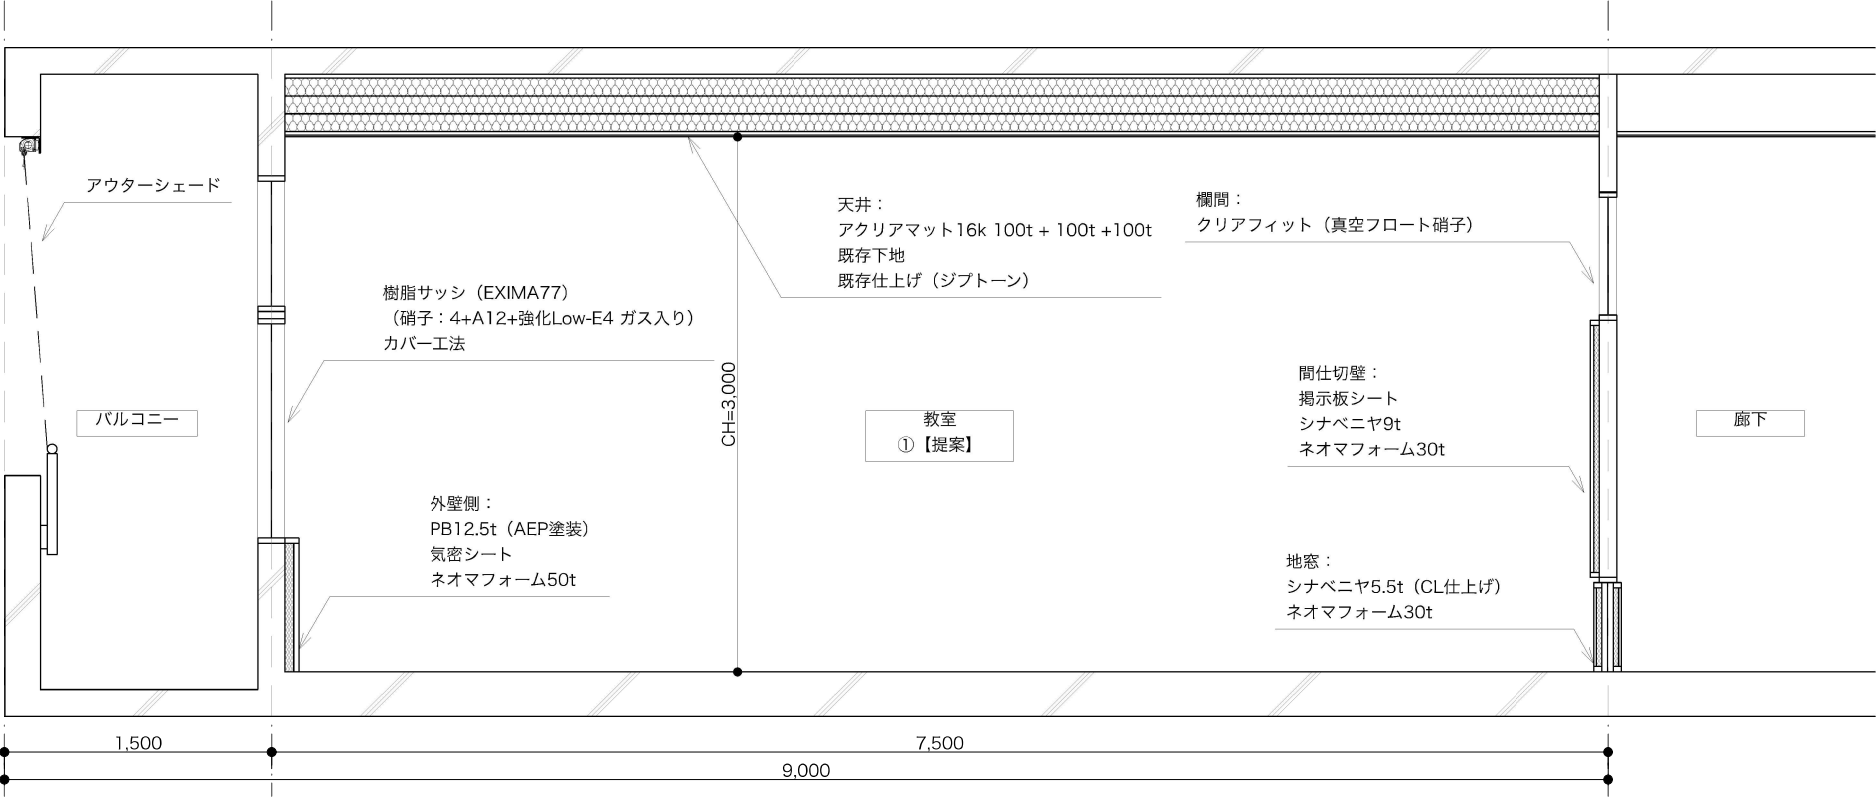 アウターシェード
天井：
アクリアマット16k 100t + 100t +100t
既存下地
既存仕上げ（ジプトーン）
欄間：
クリアフィット（真空フロート硝子）
樹脂サッシ（EXIMA77）
（硝子：4+A12+強化Low-E4 ガス入り）
カバー工法
CH=3,000
間仕切壁：
掲示板シート
シナベニヤ9t
ネオマフォーム30t
バルコニー
教室
①【提案】
廊下
外壁側：
PB12.5t（AEP塗装）
気密シート
ネオマフォーム50t
地窓：
シナベニヤ5.5t（CL仕上げ）
ネオマフォーム30t
1,500
7,500
9,000